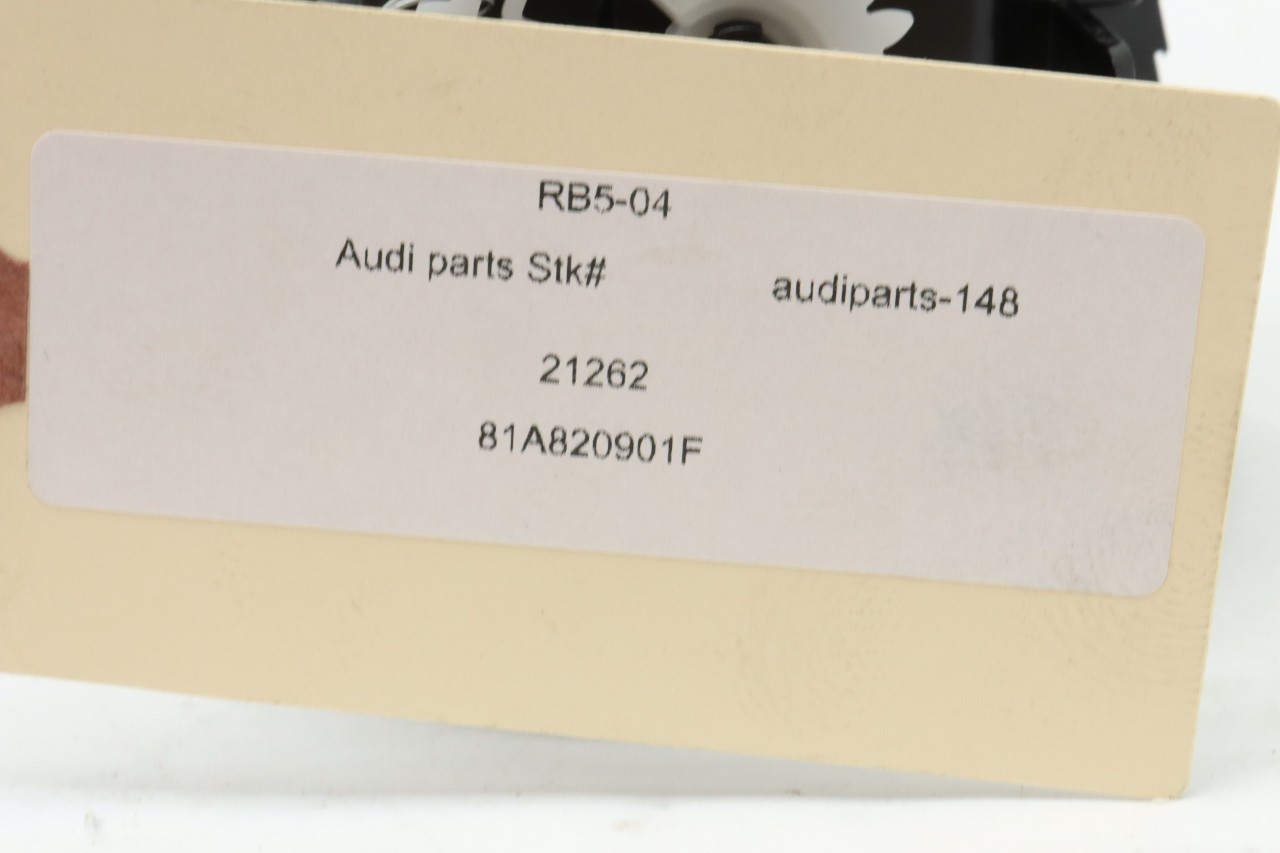 RB5-04
Audi parts Stk# audiparts-148
21262
81A820901F